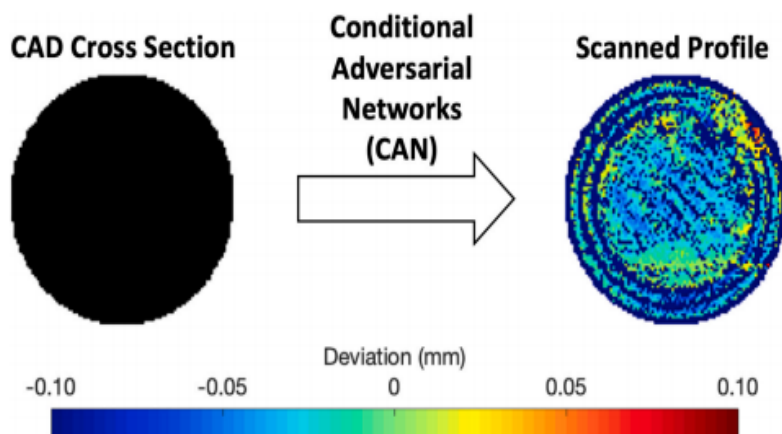 CAD Cross Section
Conditional
Adversarial
Networks
(CAN)
Scanned Profile
Deviation (mm)
-0.10 -0.05 0 0.05 0.10